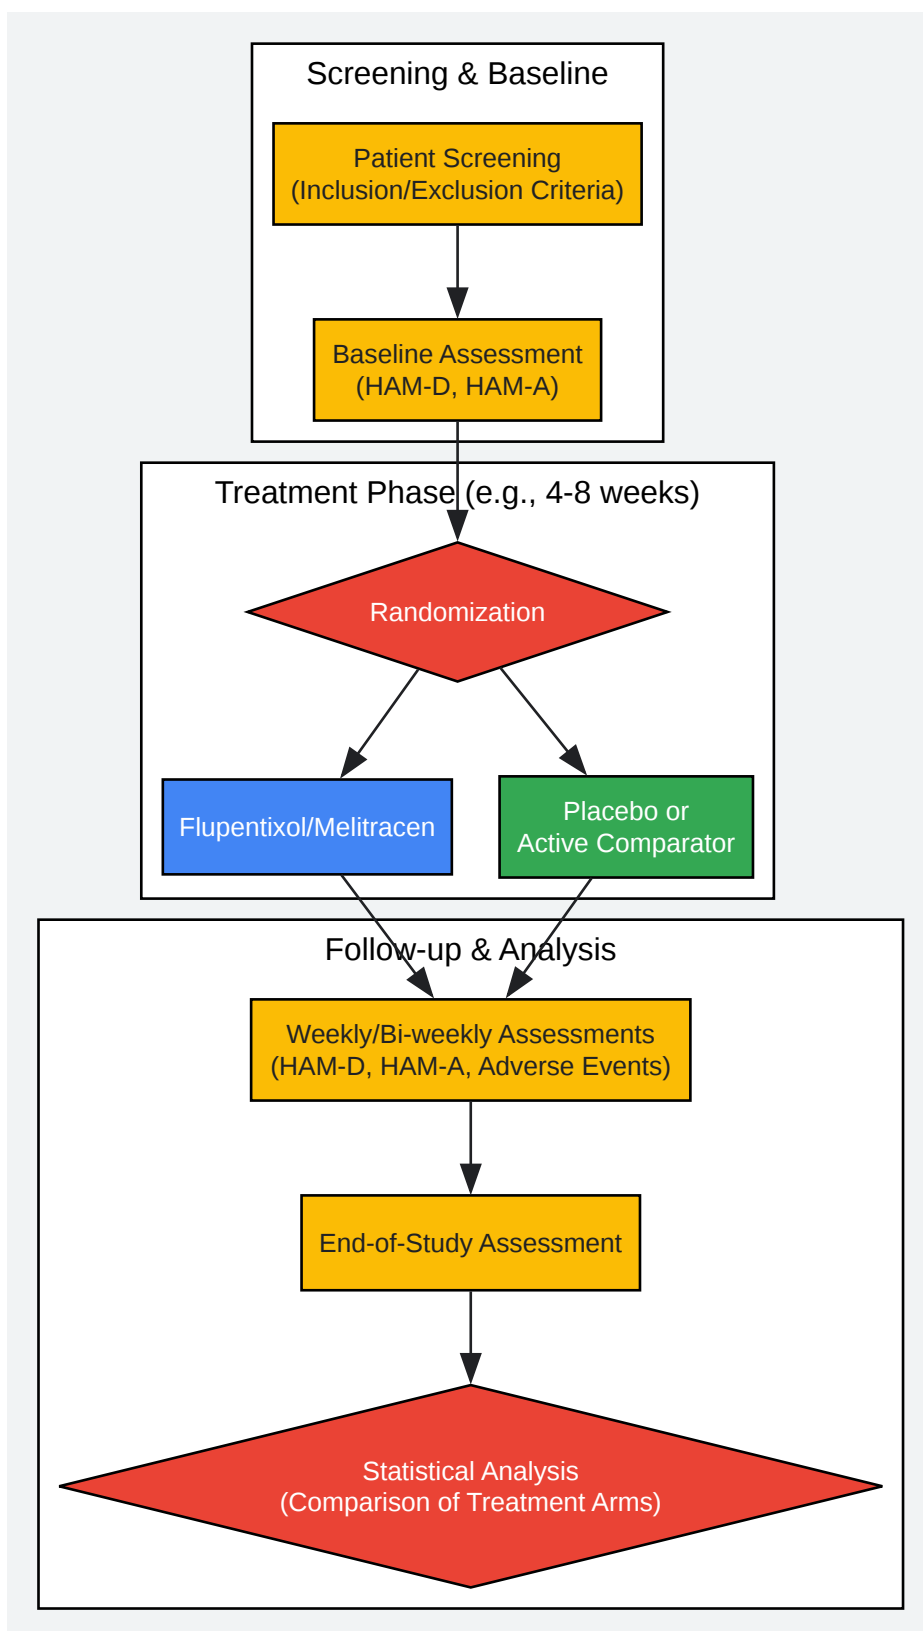 Screening & Baseline
Patient Screening
(Inclusion/Exclusion Criteria)
Baseline Assessment
(HAM-D, HAM-A)
Treatment Phase (e.g., 4-8 weeks)
Randomization
Flupentixol/Melitracen
Placebo or
Active Comparator
Follow-up & Analysis
Weekly/Bi-weekly Assessments
(HAM-D, HAM-A, Adverse Events)
End-of-Study Assessment
Statistical Analysis
(Comparison of Treatment Arms)